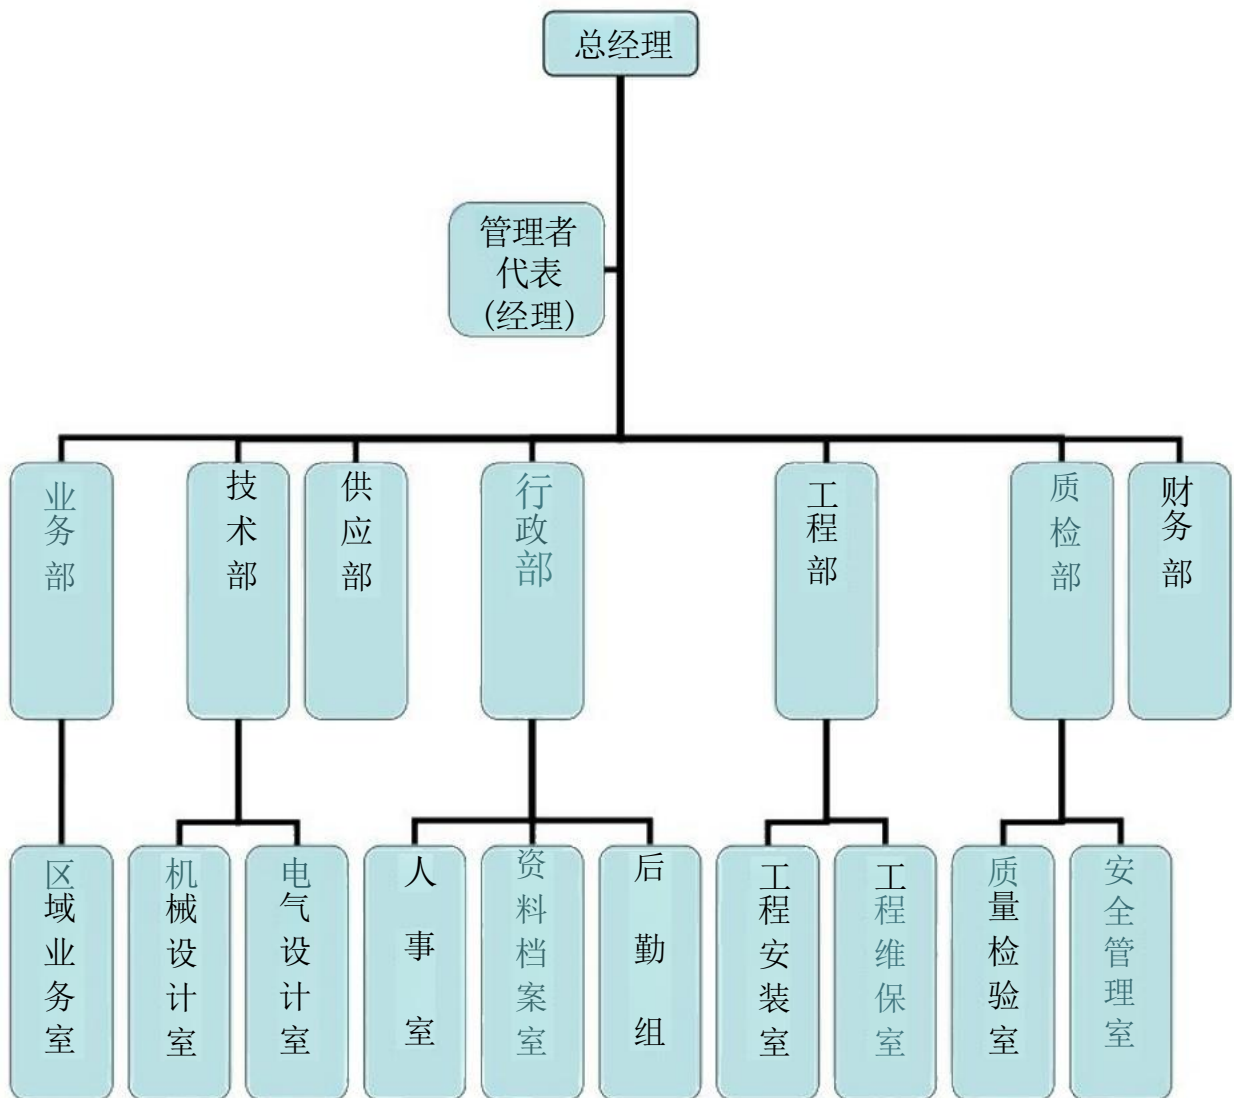 总经理
管理者
代表
(经理)
业务部
技术部
供应部
行政部
工程部
质检部
财务部
区域业务室
机械设计室
电气设计室
人事室
资料档案室
后勤组
工程安装室
工程维保室
质量检验室
安全管理室